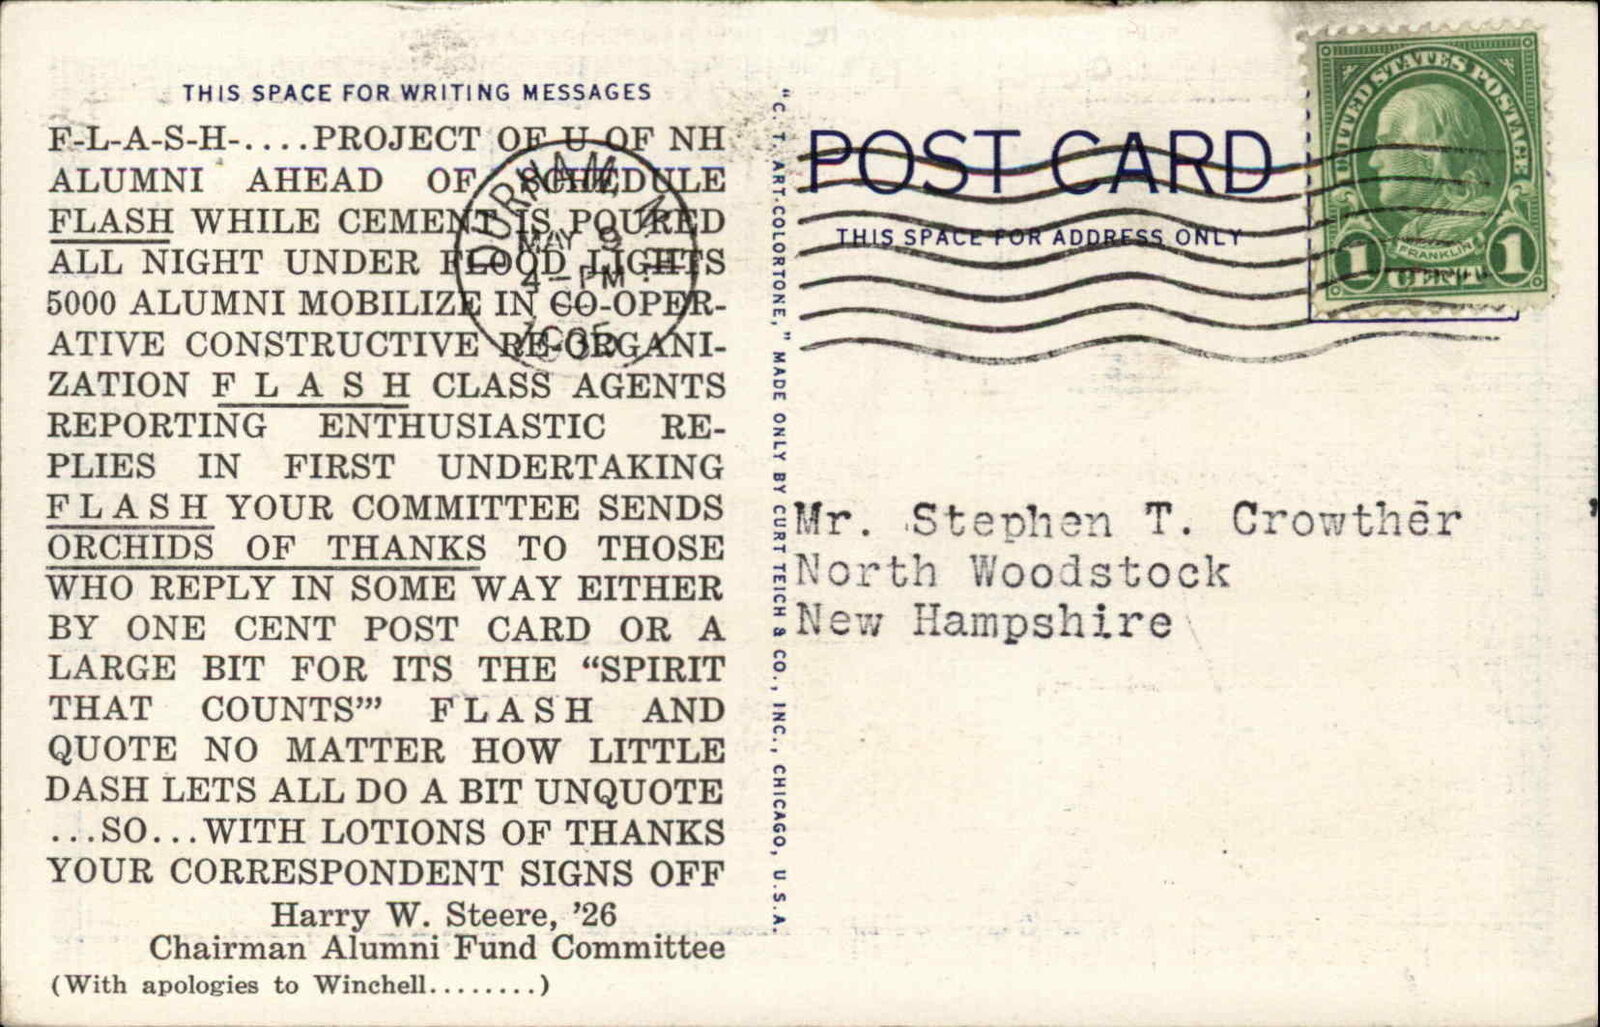 THIS SPACE FOR WRITING MESSAGES
F-L-A-S-H-....PROJECT OF U OF NH
ALUMNI AHEAD OF SCHEDULE
FLASH WHILE CEMENT IS POURED
ALL NIGHT UNDER FLOOD LIGHTS
5000 ALUMNI MOBILIZE IN CO-OPER-
ATIVE CONSTRUCTIVE RE-ORGANI-
ZATION F L A S H CLASS AGENTS
REPORTING ENTHUSIASTIC RE-
PLIES IN FIRST UNDERTAKING
F L A S H YOUR COMMITTEE SENDS
ORCHIDS OF THANKS TO THOSE
WHO REPLY IN SOME WAY EITHER
BY ONE CENT POST CARD OR A
LARGE BIT FOR ITS THE “SPIRIT
THAT COUNTS’” F L A S H AND
QUOTE NO MATTER HOW LITTLE
DASH LETS ALL DO A BIT UNQUOTE
...SO...WITH LOTIONS OF THANKS
YOUR CORRESPONDENT SIGNS OFF
Harry W. Steere, ’26
Chairman Alumni Fund Committee
(With apologies to Winchell........)
DURHAM
MAY 9
4-PM
1935
"C. T. ART-COLORTONE," MADE ONLY BY CURT TEICH & CO., INC., CHICAGO, U.S.A.
POST CARD
THIS SPACE FOR ADDRESS ONLY
UNITED STATES POSTAGE
FRANKLIN
1 CENT 1
Mr. Stephen T. Crowther
North Woodstock
New Hampshire